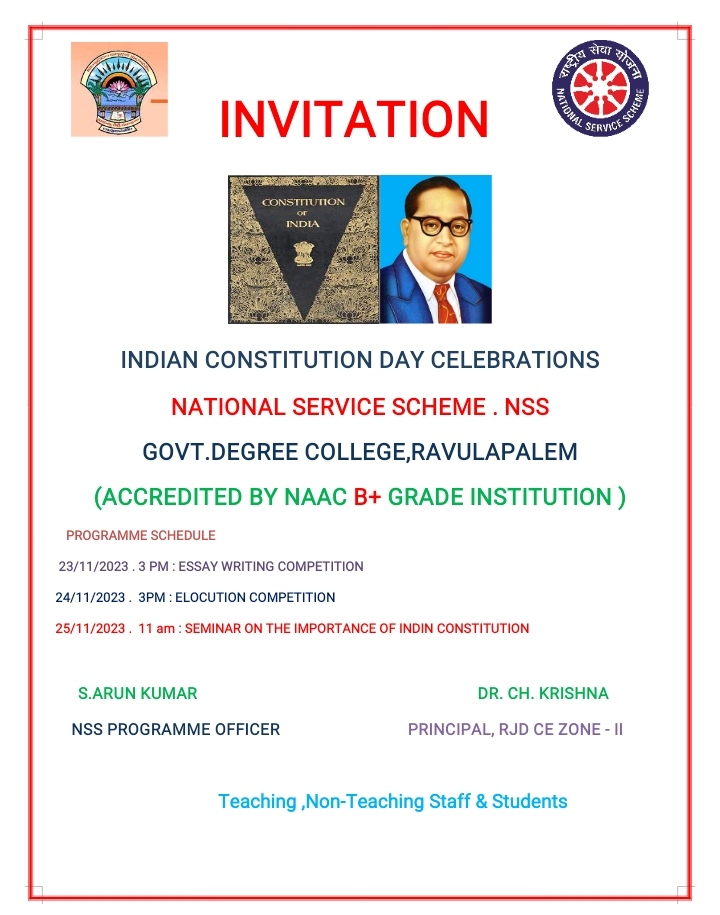 INVITATION
राष्ट्रीय सेवा योजना
NATIONAL SERVICE SCHEME
CONSTITUTION
OF
INDIA
INDIAN CONSTITUTION DAY CELEBRATIONS
NATIONAL SERVICE SCHEME . NSS
GOVT.DEGREE COLLEGE,RAVULAPALEM
(ACCREDITED BY NAAC B+ GRADE INSTITUTION )
PROGRAMME SCHEDULE
23/11/2023 . 3 PM : ESSAY WRITING COMPETITION
24/11/2023 .  3PM : ELOCUTION COMPETITION
25/11/2023 .  11 am : SEMINAR ON THE IMPORTANCE OF INDIN CONSTITUTION
S.ARUN KUMAR
DR. CH. KRISHNA
NSS PROGRAMME OFFICER
PRINCIPAL, RJD CE ZONE - II
Teaching ,Non-Teaching Staff & Students